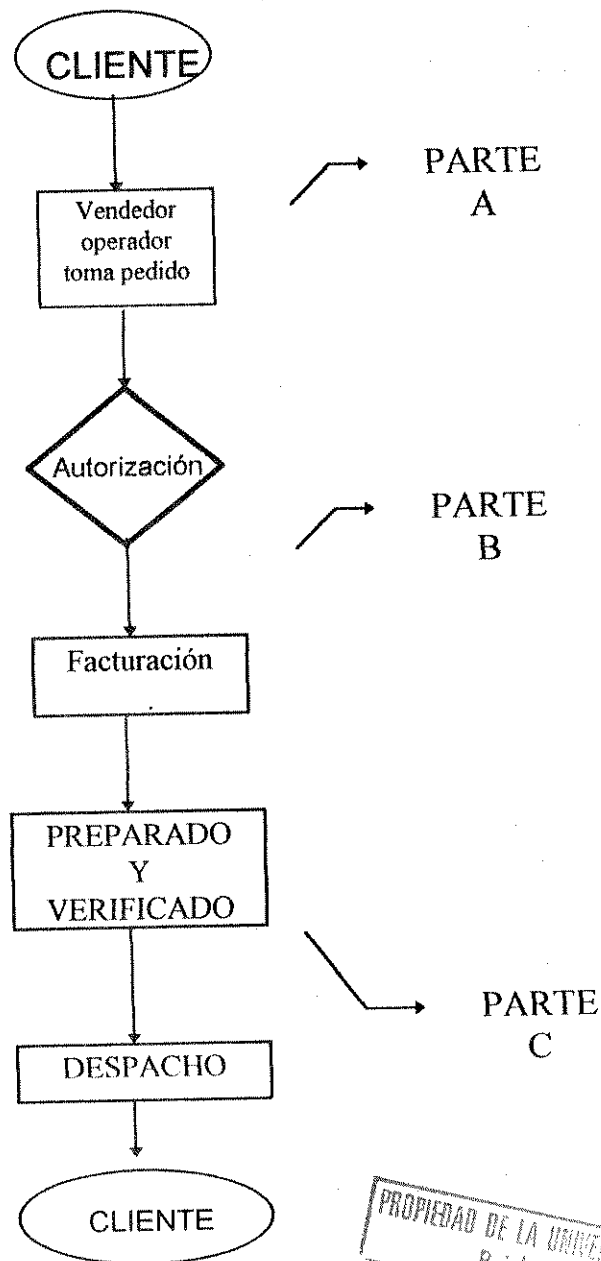 CLIENTE
PARTE
A
Vendedor
operador
toma pedido
Autorización
PARTE
B
Facturación
PREPARADO
Y
VERIFICADO
PARTE
C
DESPACHO
CLIENTE
PROPIEDAD DE LA